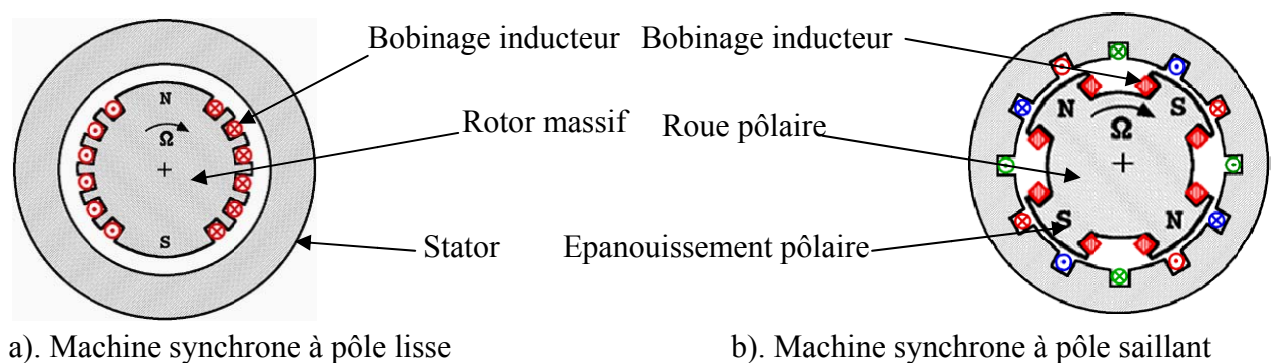 Bobinage inducteur Bobinage inducteur
N
Ω
S
Rotor massif
Roue pôlaire
N S
Ω
S N
Stator
Epanouissement pôlaire
a). Machine synchrone à pôle lisse
b). Machine synchrone à pôle saillant